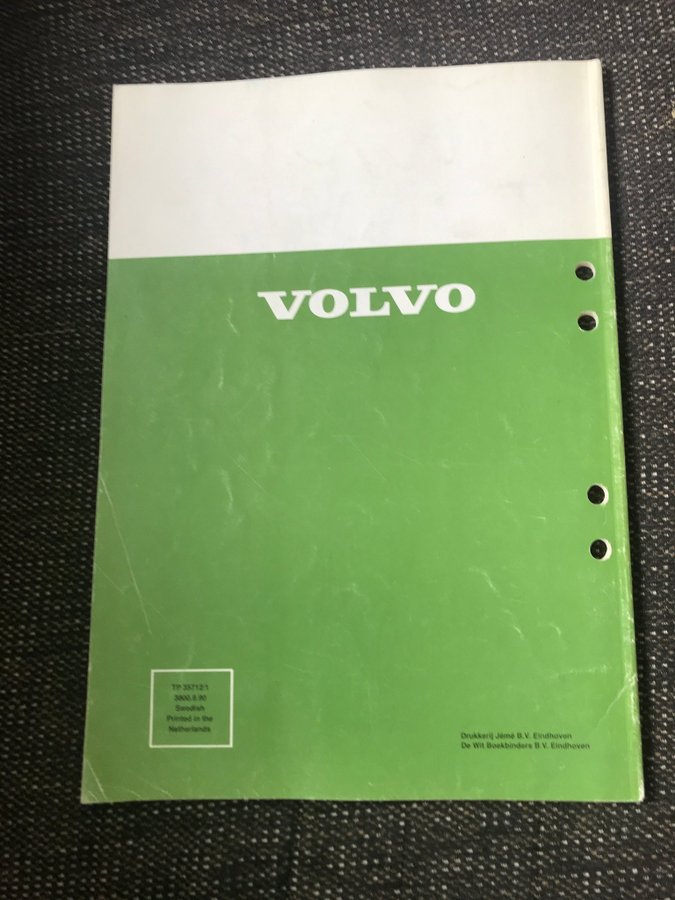 VOLVO
TP 35712/1
3800.8.90
Swedish
Printed in the
Netherlands
Drukkerij Jémé B.V. Eindhoven
De Wit Boekbinders B.V. Eindhoven